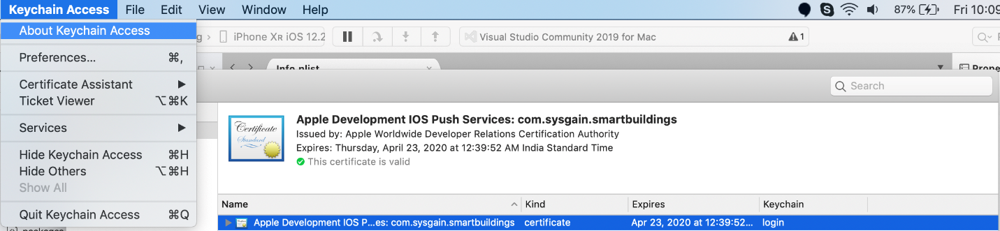 Keychain Access File Edit View Window Help 87% Fri 10:09
About Keychain Access
Preferences... ⌘,
Certificate Assistant ▶
Ticket Viewer ⌥⌘K
Services ▶
Hide Keychain Access ⌘H
Hide Others ⌥⌘H
Show All
Quit Keychain Access ⌘Q
iPhone XR iOS 12.2
Visual Studio Community 2019 for Mac 1
Info.plist
Search
Certificate
Standard
Apple Development IOS Push Services: com.sysgain.smartbuildings
Issued by: Apple Worldwide Developer Relations Certification Authority
Expires: Thursday, April 23, 2020 at 12:39:52 AM India Standard Time
This certificate is valid
Name Kind Expires Keychain
Apple Development IOS P...es: com.sysgain.smartbuildings certificate Apr 23, 2020 at 12:39:52... login